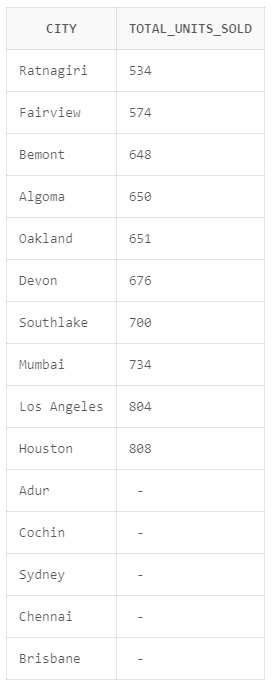 CITY TOTAL_UNITS_SOLD
Ratnagiri 534
Fairview 574
Bemont 648
Algoma 650
Oakland 651
Devon 676
Southlake 700
Mumbai 734
Los Angeles 804
Houston 808
Adur -
Cochin -
Sydney -
Chennai -
Brisbane -